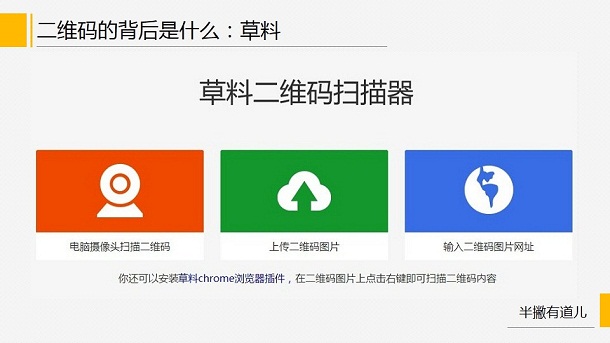 二维码的背后是什么：草料
草料二维码扫描器
电脑摄像头扫描二维码
上传二维码图片
输入二维码图片网址
你还可以安装草料chrome浏览器插件，在二维码图片上点击右键即可扫描二维码内容
半撇有道儿